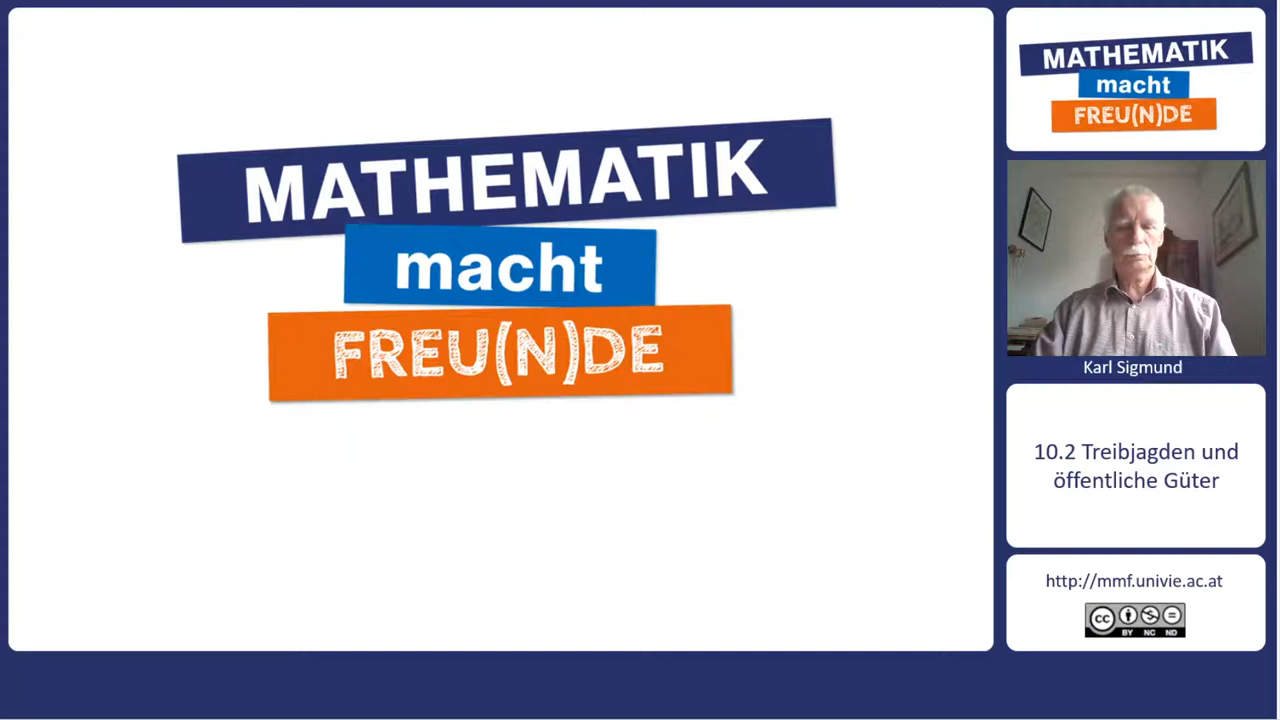 MATHEMATIK
macht
FREU(N)DE
MATHEMATIK
macht
FREU(N)DE
Karl Sigmund
10.2 Treibjagden und
öffentliche Güter
http://mmf.univie.ac.at
CC
BY NC ND